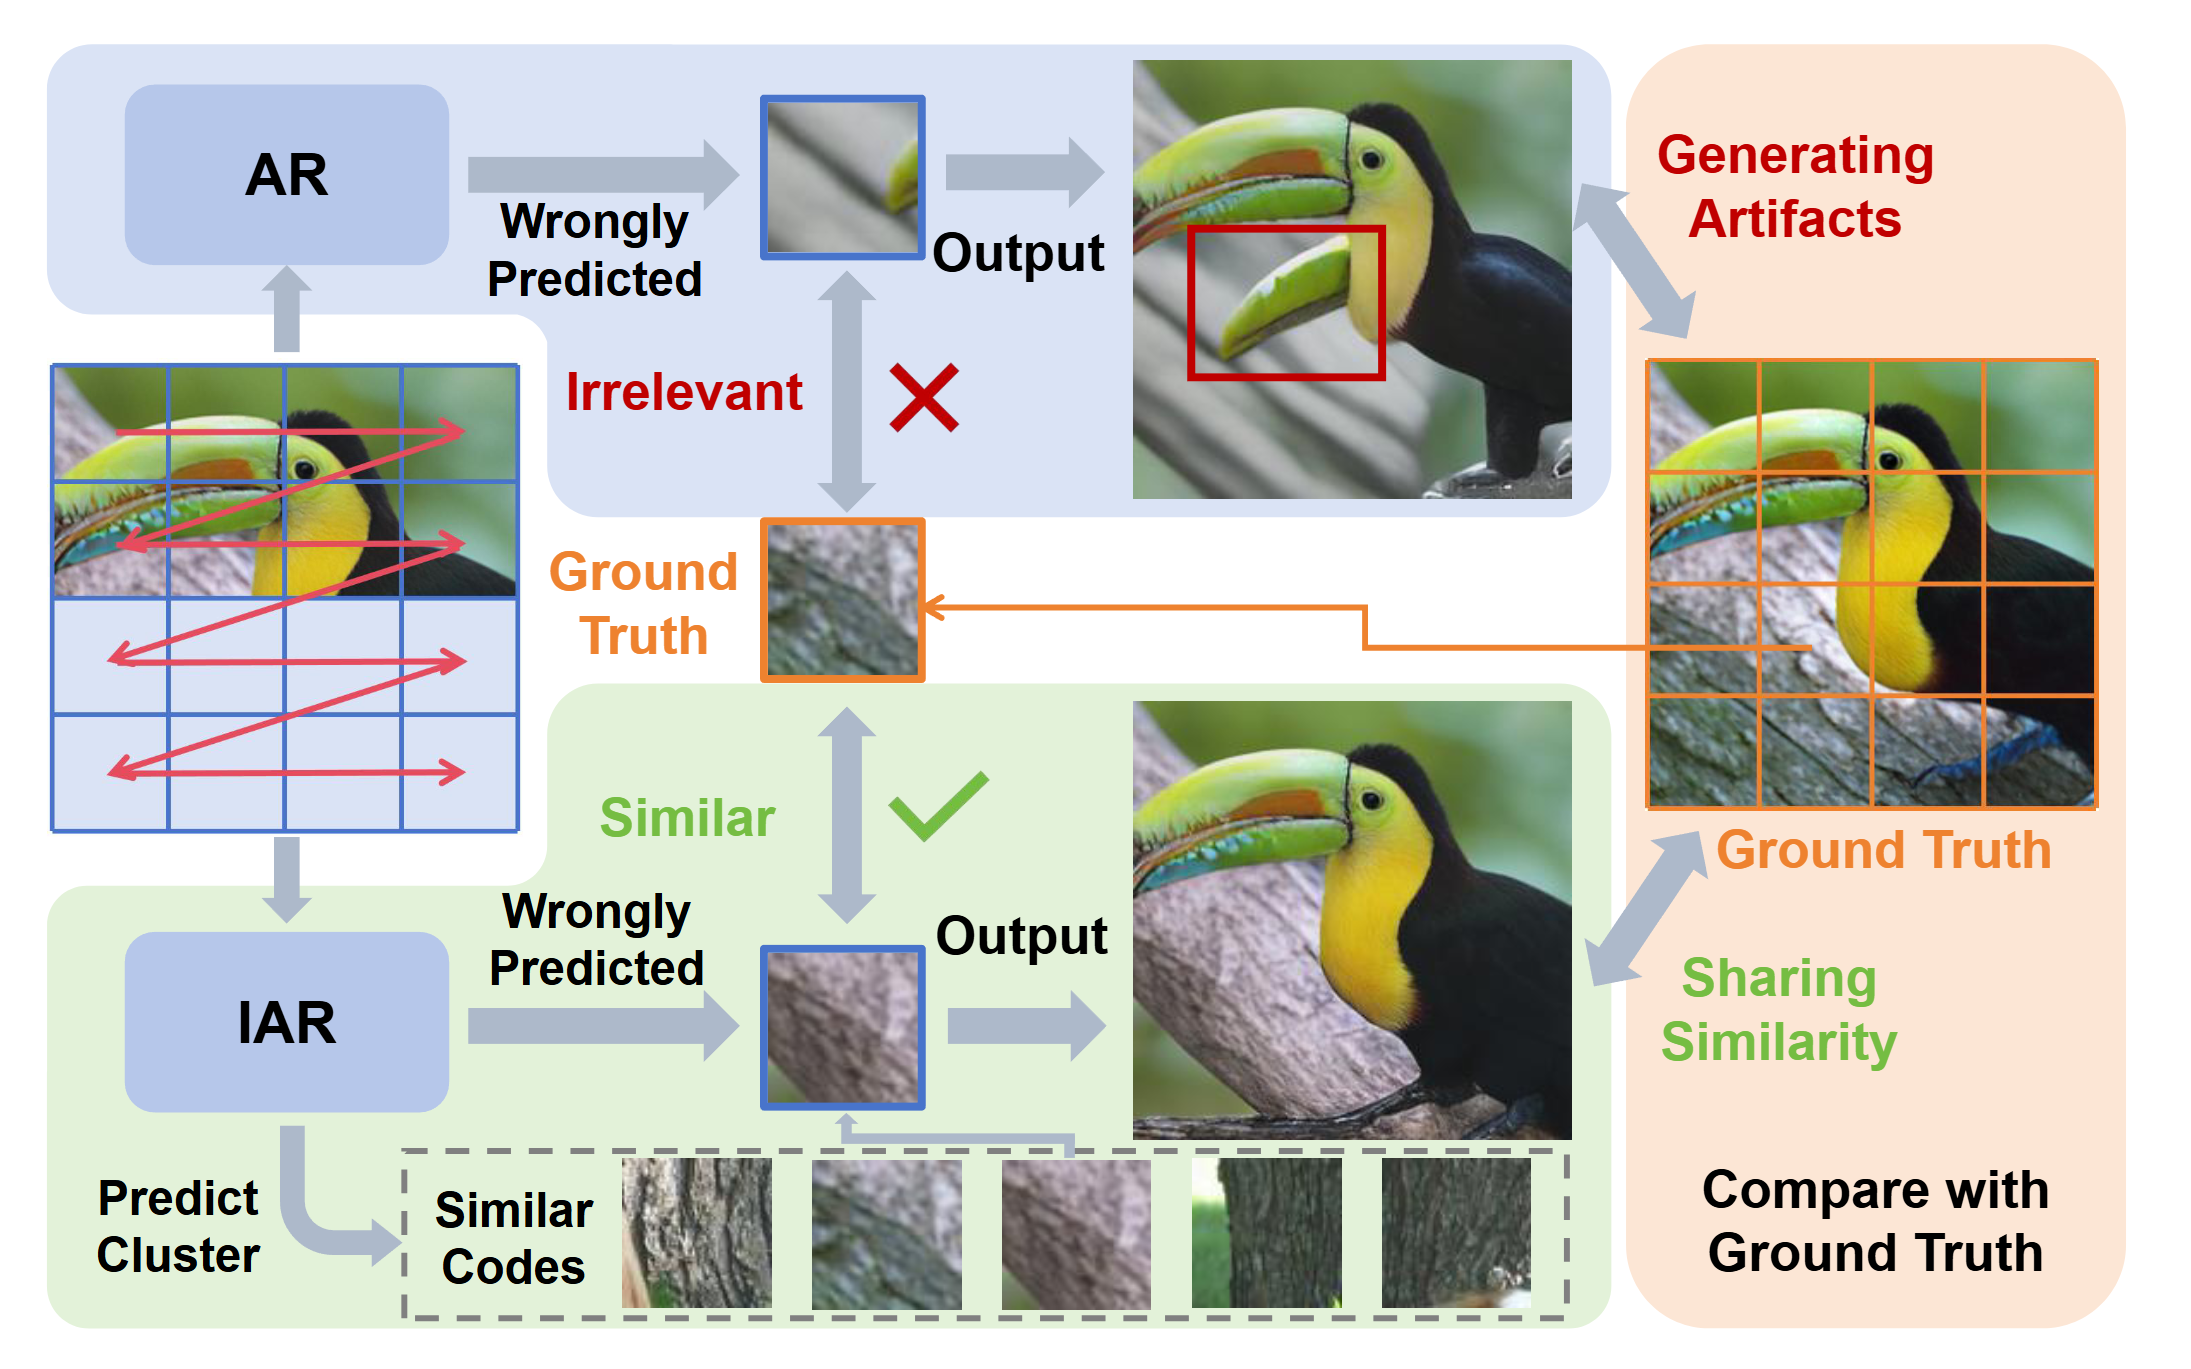 AR
Wrongly
Predicted
Output
Generating
Artifacts
Irrelevant
Ground
Truth
Similar
Ground Truth
Wrongly
Predicted
Output
IAR
Sharing
Similarity
Predict
Cluster
Similar
Codes
Compare with
Ground Truth